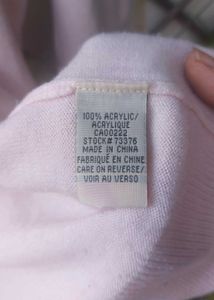 100% ACRYLIC/
ACRYLIQUE
CA00222
STOCK# 73376
MADE IN CHINA
FABRIQUÉ EN CHINE
CARE ON REVERSE/
VOIR AU VERSO